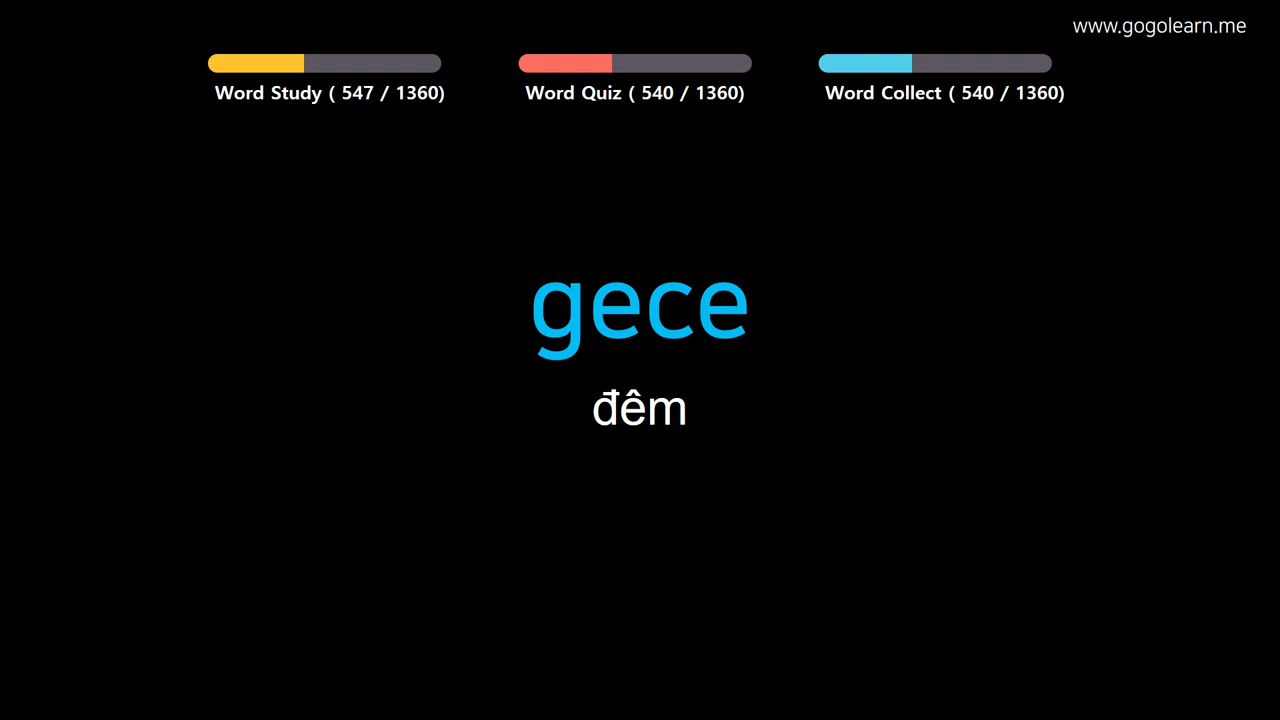 www.gogolearn.me
Word Study ( 547 / 1360)
Word Quiz ( 540 / 1360)
Word Collect ( 540 / 1360)
gece
đêm